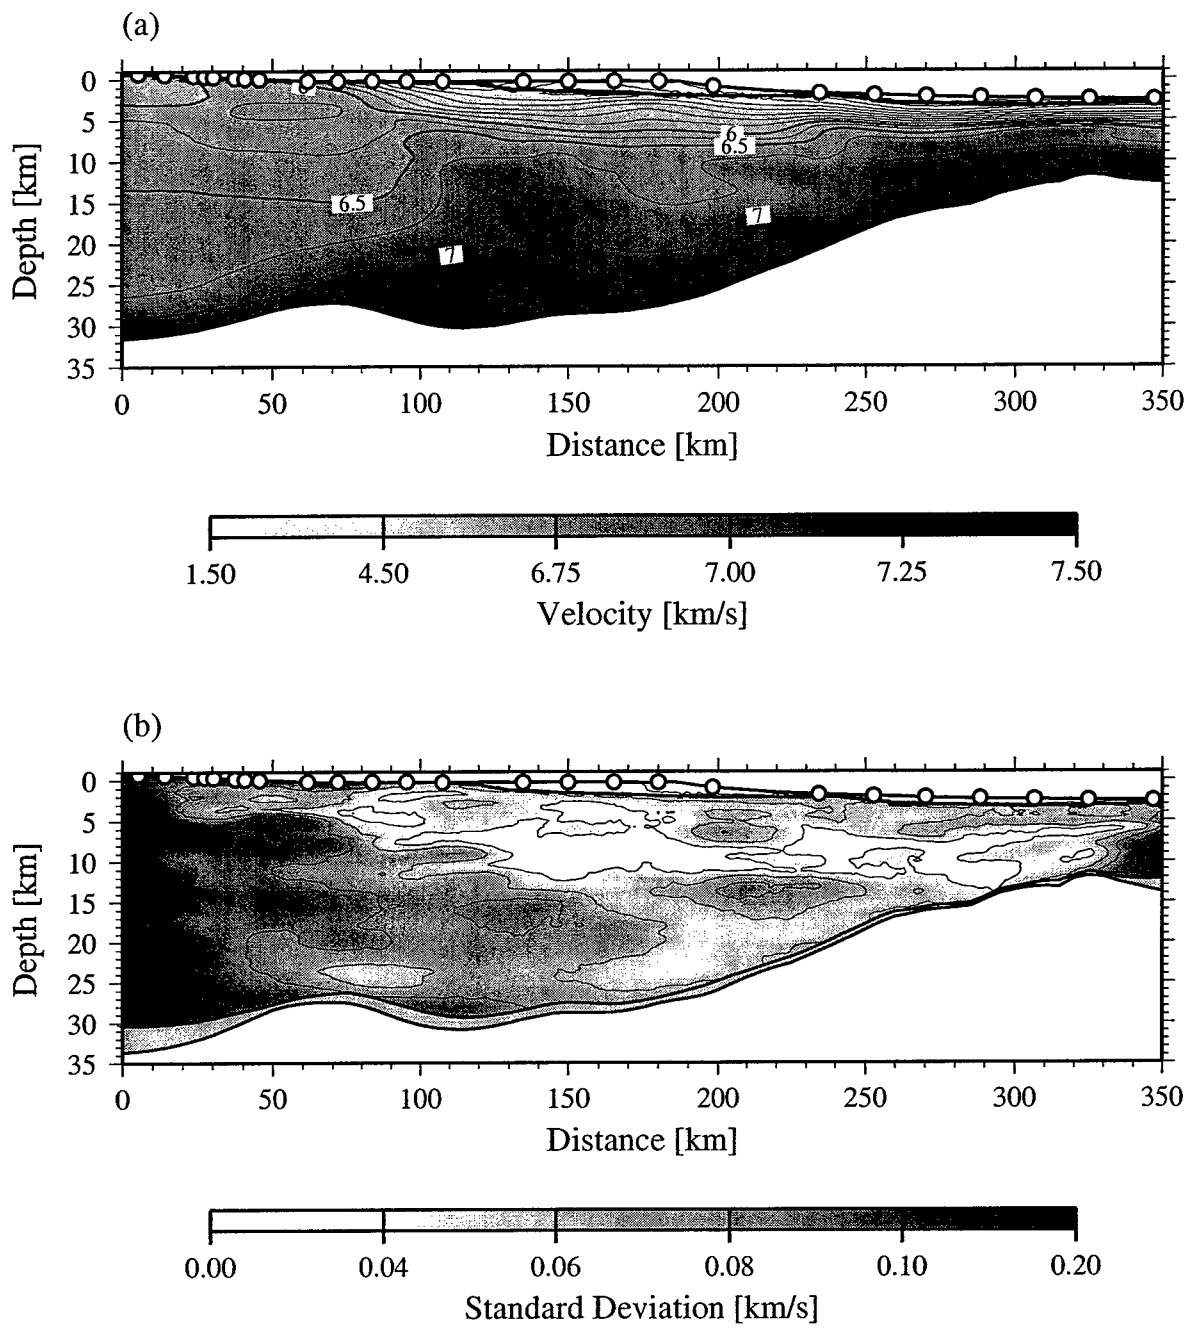 (a)
0
5
10
15
20
25
30
35
Depth [km]
6
6.5
6
6.5
7
7
0 50 100 150 200 250 300 350
Distance [km]
1.50 4.50 6.75 7.00 7.25 7.50
Velocity [km/s]
(b)
0
5
10
15
20
25
30
35
Depth [km]
0 50 100 150 200 250 300 350
Distance [km]
0.00 0.04 0.06 0.08 0.10 0.20
Standard Deviation [km/s]